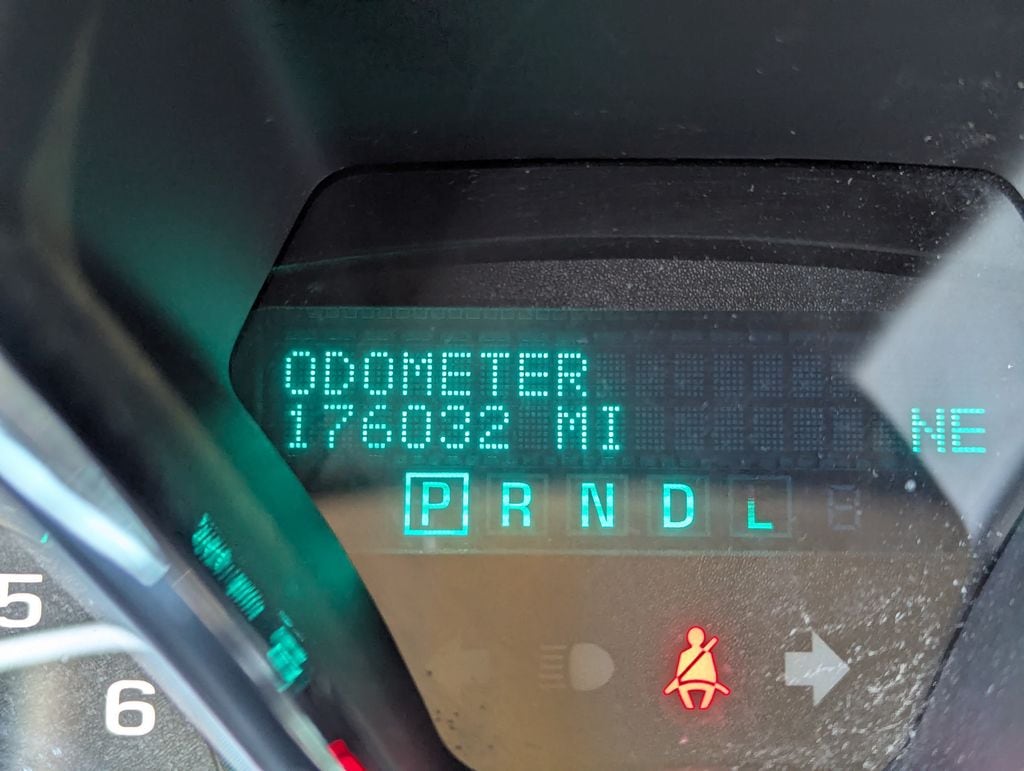 ODOMETER
176032 MI
NE
P R N D L
5
6